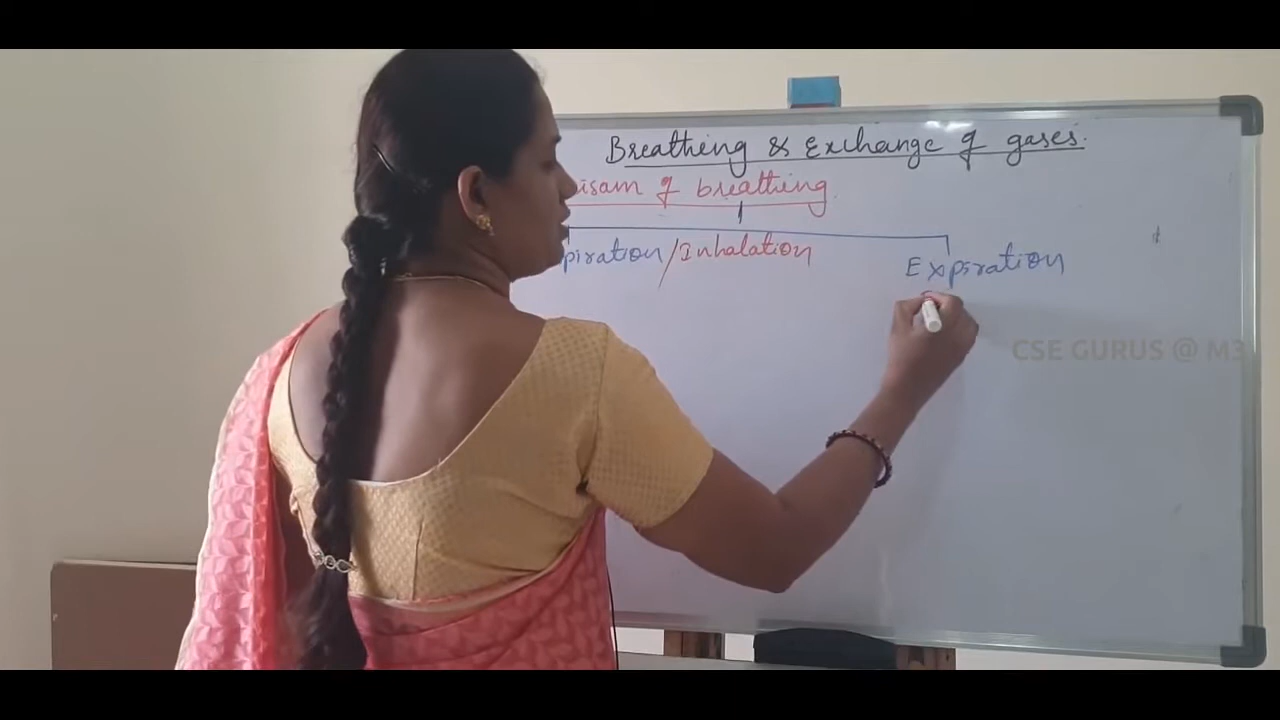 Breathing & Exchange of gases.
isam of breathing
piration/Inhalation
Expiration
CSE GURUS @ M3